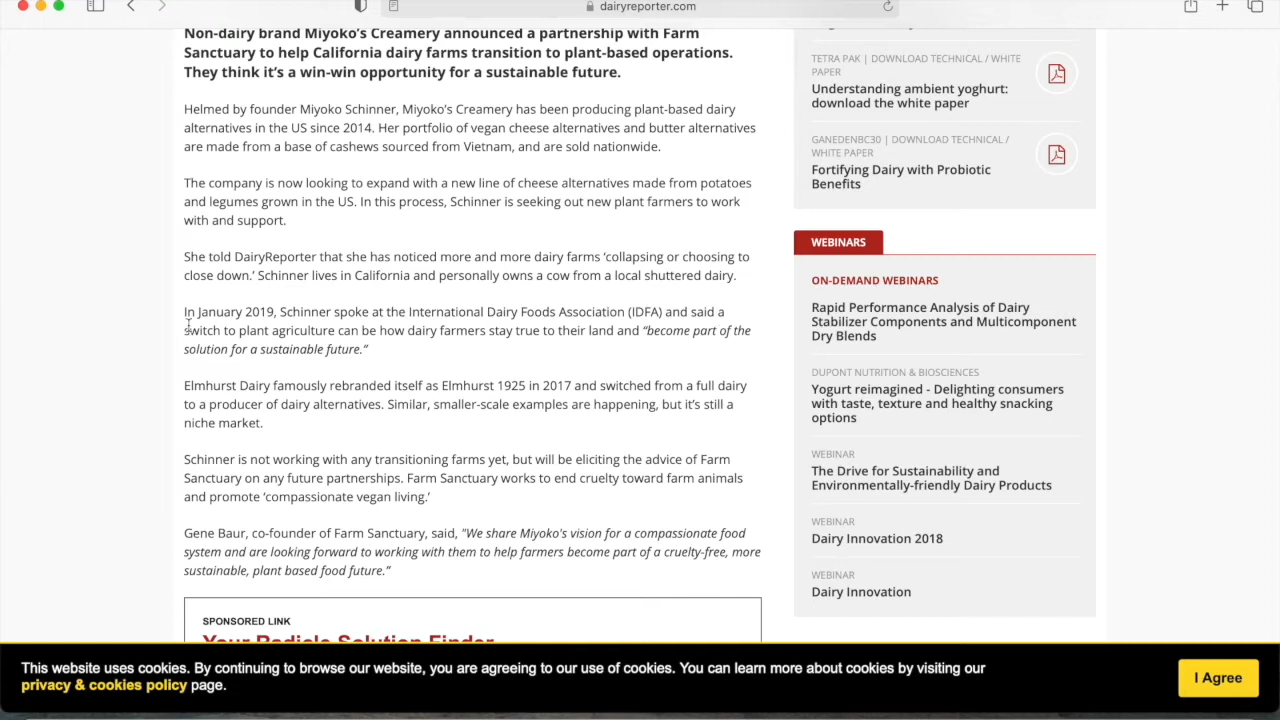 dairyreporter.com
Non-dairy brand Miyoko's Creamery announced a partnership with Farm
Sanctuary to help California dairy farms transition to plant-based operations.
They think it's a win-win opportunity for a sustainable future.
Helmed by founder Miyoko Schinner, Miyoko's Creamery has been producing plant-based dairy
alternatives in the US since 2014. Her portfolio of vegan cheese alternatives and butter alternatives
are made from a base of cashews sourced from Vietnam, and are sold nationwide.
The company is now looking to expand with a new line of cheese alternatives made from potatoes
and legumes grown in the US. In this process, Schinner is seeking out new plant farmers to work
with and support.
She told DairyReporter that she has noticed more and more dairy farms 'collapsing or choosing to
close down.' Schinner lives in California and personally owns a cow from a local shuttered dairy.
In January 2019, Schinner spoke at the International Dairy Foods Association (IDFA) and said a
switch to plant agriculture can be how dairy farmers stay true to their land and “become part of the
solution for a sustainable future.”
Elmhurst Dairy famously rebranded itself as Elmhurst 1925 in 2017 and switched from a full dairy
to a producer of dairy alternatives. Similar, smaller-scale examples are happening, but it's still a
niche market.
Schinner is not working with any transitioning farms yet, but will be eliciting the advice of Farm
Sanctuary on any future partnerships. Farm Sanctuary works to end cruelty toward farm animals
and promote 'compassionate vegan living.'
Gene Baur, co-founder of Farm Sanctuary, said, "We share Miyoko's vision for a compassionate food
system and are looking forward to working with them to help farmers become part of a cruelty-free, more
sustainable, plant based food future.”
SPONSORED LINK
Your Radicle Solution Finder
TETRA PAK | DOWNLOAD TECHNICAL / WHITE
PAPER
Understanding ambient yoghurt:
download the white paper
GANEDENBC30 | DOWNLOAD TECHNICAL /
WHITE PAPER
Fortifying Dairy with Probiotic
Benefits
WEBINARS
ON-DEMAND WEBINARS
Rapid Performance Analysis of Dairy
Stabilizer Components and Multicomponent
Dry Blends
DUPONT NUTRITION & BIOSCIENCES
Yogurt reimagined - Delighting consumers
with taste, texture and healthy snacking
options
WEBINAR
The Drive for Sustainability and
Environmentally-friendly Dairy Products
WEBINAR
Dairy Innovation 2018
WEBINAR
Dairy Innovation
This website uses cookies. By continuing to browse our website, you are agreeing to our use of cookies. You can learn more about cookies by visiting our
privacy & cookies policy page.
I Agree